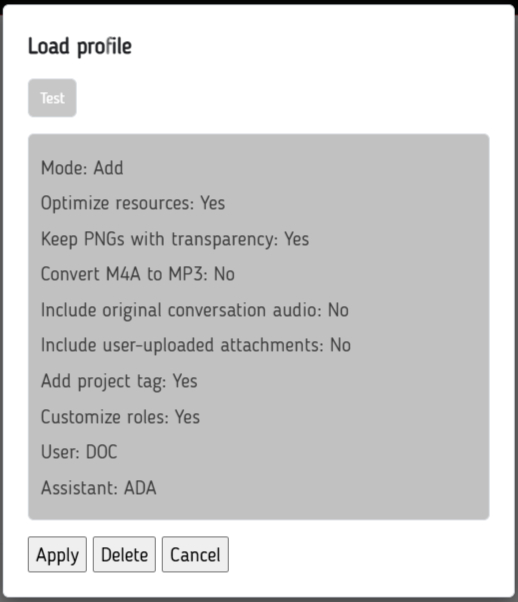 Load profile
Test
Mode: Add
Optimize resources: Yes
Keep PNGs with transparency: Yes
Convert M4A to MP3: No
Include original conversation audio: No
Include user-uploaded attachments: No
Add project tag: Yes
Customize roles: Yes
User: DOC
Assistant: ADA
Apply Delete Cancel